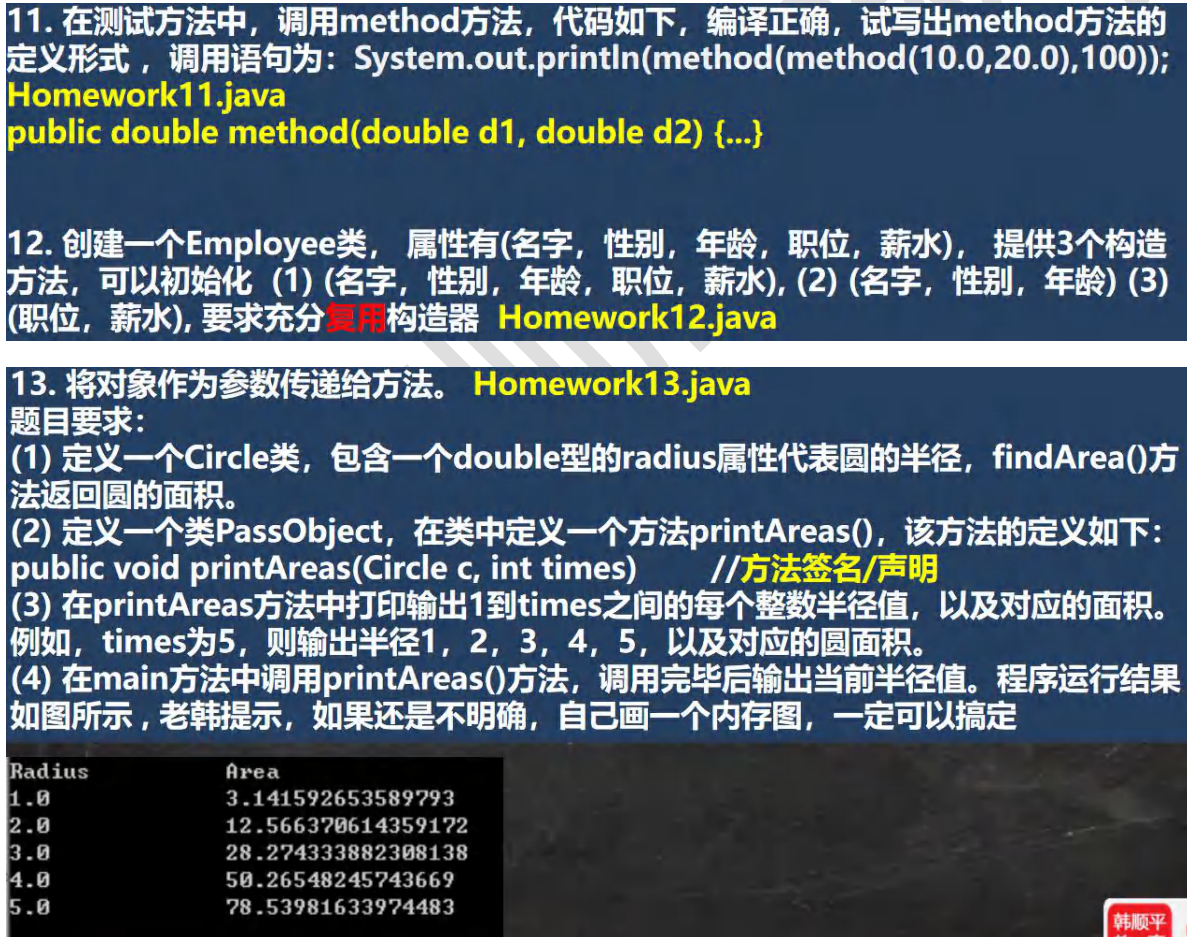 11. 在测试方法中，调用method方法，代码如下，编译正确，试写出method方法的
定义形式 ，调用语句为：System.out.println(method(method(10.0,20.0),100));
Homework11.java
public double method(double d1, double d2) {...}
12. 创建一个Employee类， 属性有(名字，性别，年龄，职位，薪水)， 提供3个构造
方法，可以初始化 (1) (名字，性别，年龄，职位，薪水), (2) (名字，性别，年龄) (3)
(职位，薪水), 要求充分复用构造器 Homework12.java
13. 将对象作为参数传递给方法。 Homework13.java
题目要求：
(1) 定义一个Circle类，包含一个double型的radius属性代表圆的半径，findArea()方
法返回圆的面积。
(2) 定义一个类PassObject，在类中定义一个方法printAreas()，该方法的定义如下：
public void printAreas(Circle c, int times) //方法签名/声明
(3) 在printAreas方法中打印输出1到times之间的每个整数半径值，以及对应的面积。
例如，times为5，则输出半径1，2，3，4，5，以及对应的圆面积。
(4) 在main方法中调用printAreas()方法，调用完毕后输出当前半径值。程序运行结果
如图所示 , 老韩提示，如果还是不明确，自己画一个内存图，一定可以搞定
Radius Area
1.0 3.141592653589793
2.0 12.566370614359172
3.0 28.274333882308138
4.0 50.26548245743669
5.0 78.53981633974483
韩顺平